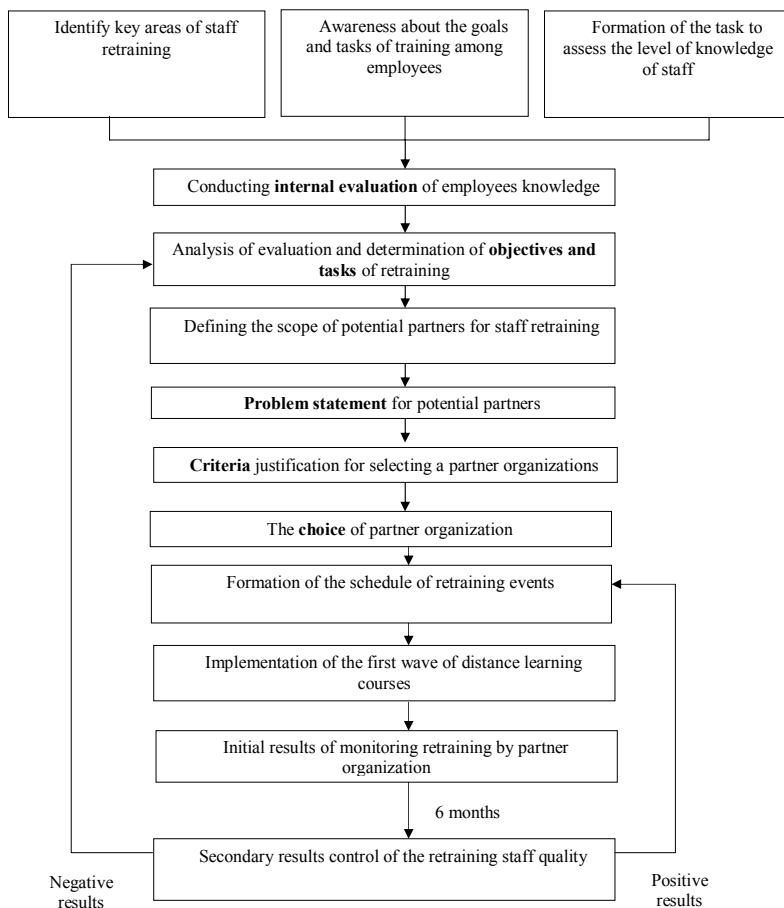 Identify key areas of staff
retraining
Awareness about the goals
and tasks of training among
employees
Formation of the task to
assess the level of knowledge
of staff
Conducting internal evaluation of employees knowledge
Analysis of evaluation and determination of objectives and
tasks of retraining
Defining the scope of potential partners for staff retraining
Problem statement for potential partners
Criteria justification for selecting a partner organizations
The choice of partner organization
Formation of the schedule of retraining events
Implementation of the first wave of distance learning
courses
Initial results of monitoring retraining by partner
organization
6 months
Secondary results control of the retraining staff quality
Negative
results
Positive
results